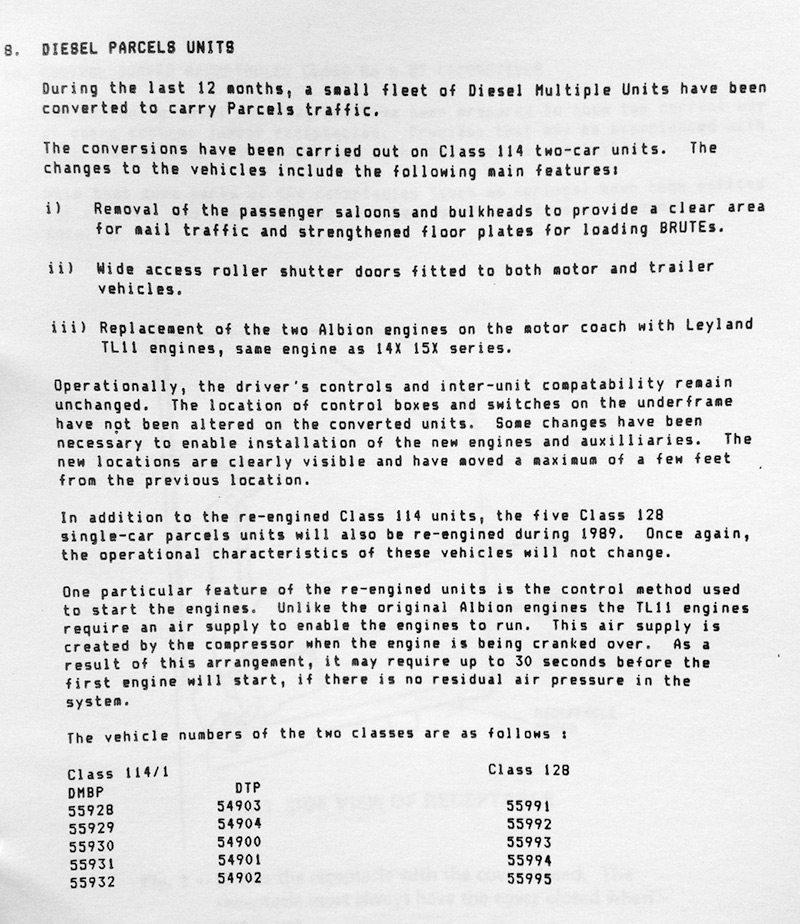 8. DIESEL PARCELS UNITS
During the last 12 months, a small fleet of Diesel Multiple Units have been
converted to carry Parcels traffic.
The conversions have been carried out on Class 114 two-car units. The
changes to the vehicles include the following main features:
i) Removal of the passenger saloons and bulkheads to provide a clear area
for mail traffic and strengthened floor plates for loading BRUTEs.
ii) Wide access roller shutter doors fitted to both motor and trailer
vehicles.
iii) Replacement of the two Albion engines on the motor coach with Leyland
TL11 engines, same engine as 14X 15X series.
Operationally, the driver's controls and inter-unit compatability remain
unchanged. The location of control boxes and switches on the underframe
have not been altered on the converted units. Some changes have been
necessary to enable installation of the new engines and auxilliaries. The
new locations are clearly visible and have moved a maximum of a few feet
from the previous location.
In addition to the re-engined Class 114 units, the five Class 128
single-car parcels units will also be re-engined during 1989. Once again,
the operational characteristics of these vehicles will not change.
One particular feature of the re-engined units is the control method used
to start the engines. Unlike the original Albion engines the TL11 engines
require an air supply to enable the engines to run. This air supply is
created by the compressor when the engine is being cranked over. As a
result of this arrangement, it may require up to 30 seconds before the
first engine will start, if there is no residual air pressure in the
system.
The vehicle numbers of the two classes are as follows :
Class 114/1 Class 128
DMBP DTP
55928 54903 55991
55929 54904 55992
55930 54900 55993
55931 54901 55994
55932 54902 55995